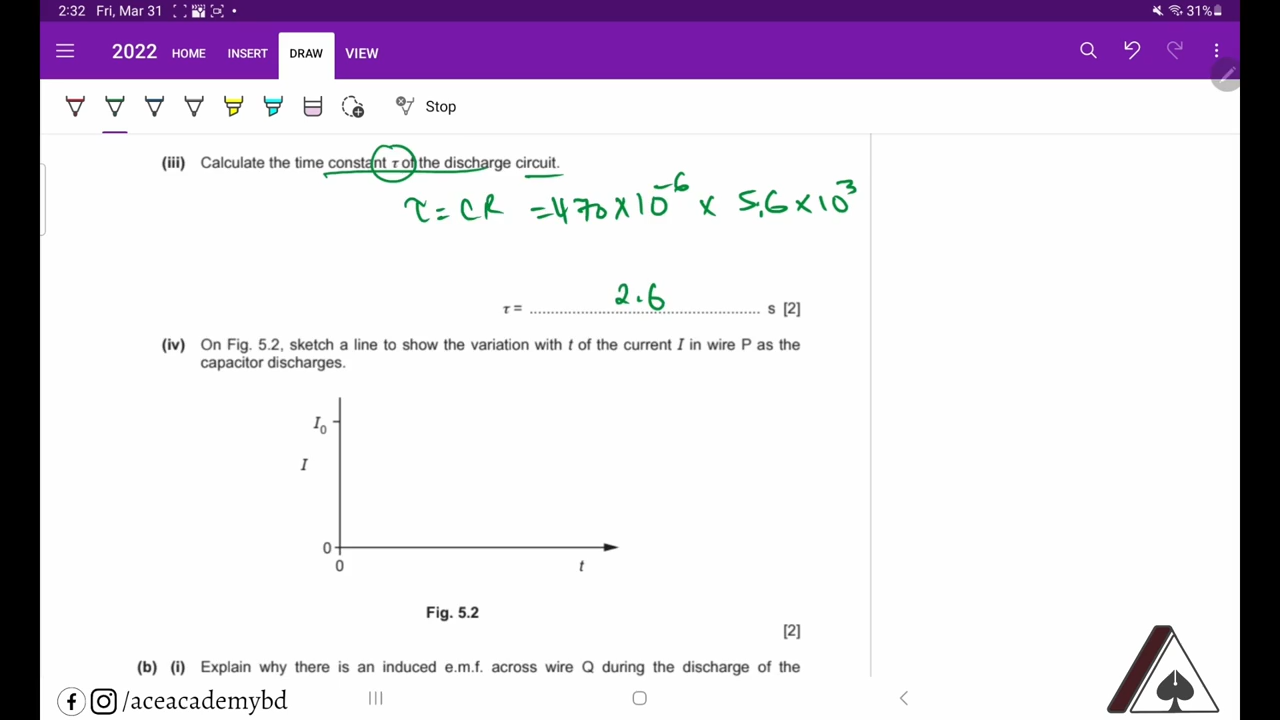 2:32 Fri, Mar 31 31%
2022 HOME INSERT DRAW VIEW
Stop
(iii) Calculate the time constant τ of the discharge circuit.
τ = CR = 470 × 10⁻⁶ × 5.6 × 10³
2.6
τ = ........................................................ s [2]
(iv) On Fig. 5.2, sketch a line to show the variation with t of the current I in wire P as the
capacitor discharges.
I₀
I
0
0 t
Fig. 5.2
[2]
(b) (i) Explain why there is an induced e.m.f. across wire Q during the discharge of the
/aceacademybd